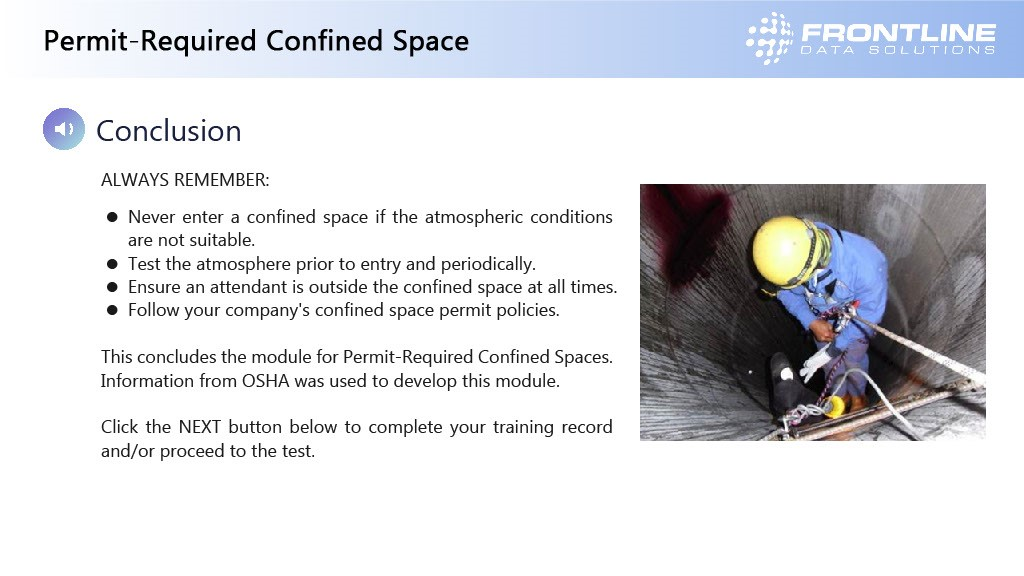 Permit-Required Confined Space
FRONTLINE
DATA SOLUTIONS
Conclusion
ALWAYS REMEMBER:
● Never enter a confined space if the atmospheric conditions
are not suitable.
● Test the atmosphere prior to entry and periodically.
● Ensure an attendant is outside the confined space at all times.
● Follow your company's confined space permit policies.
This concludes the module for Permit-Required Confined Spaces.
Information from OSHA was used to develop this module.
Click the NEXT button below to complete your training record
and/or proceed to the test.